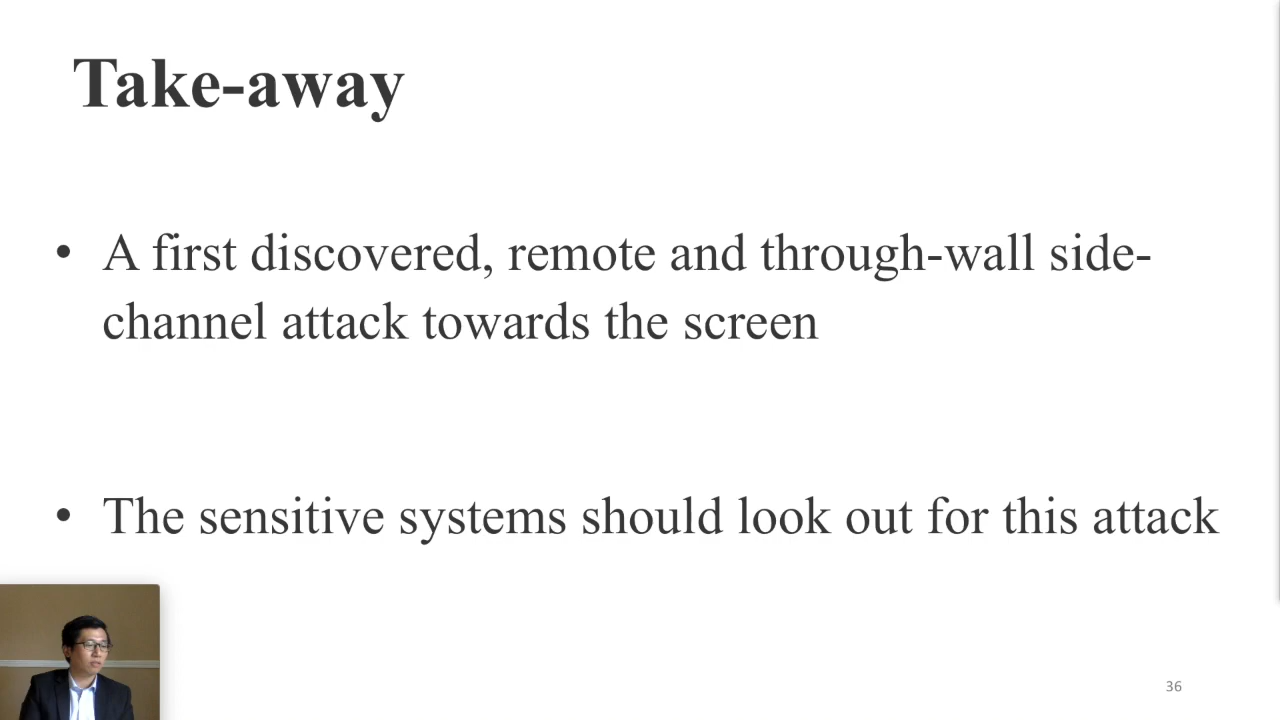 Take-away
• A first discovered, remote and through-wall side-
channel attack towards the screen
• The sensitive systems should look out for this attack
36